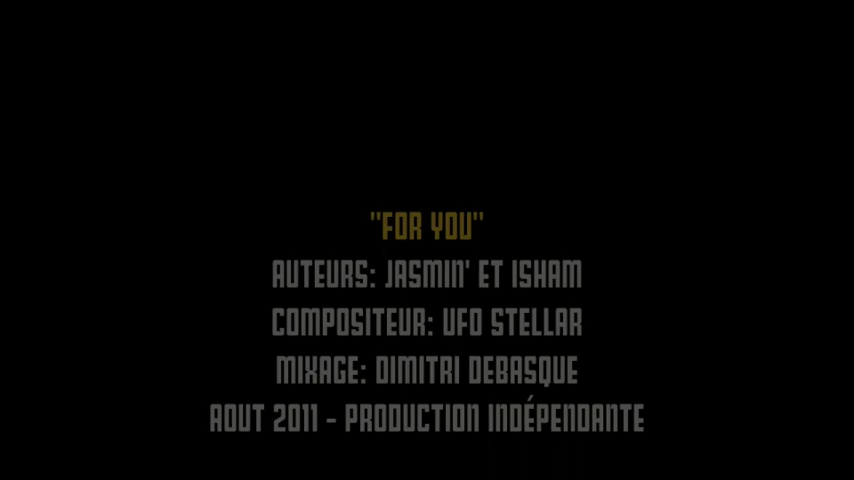 "FOR YOU"
AUTEURS: JASMIN' ET ISHAM
COMPOSITEUR: UFO STELLAR
MIXAGE: DIMITRI DEBASQUE
AOUT 2011 - PRODUCTION INDÉPENDANTE